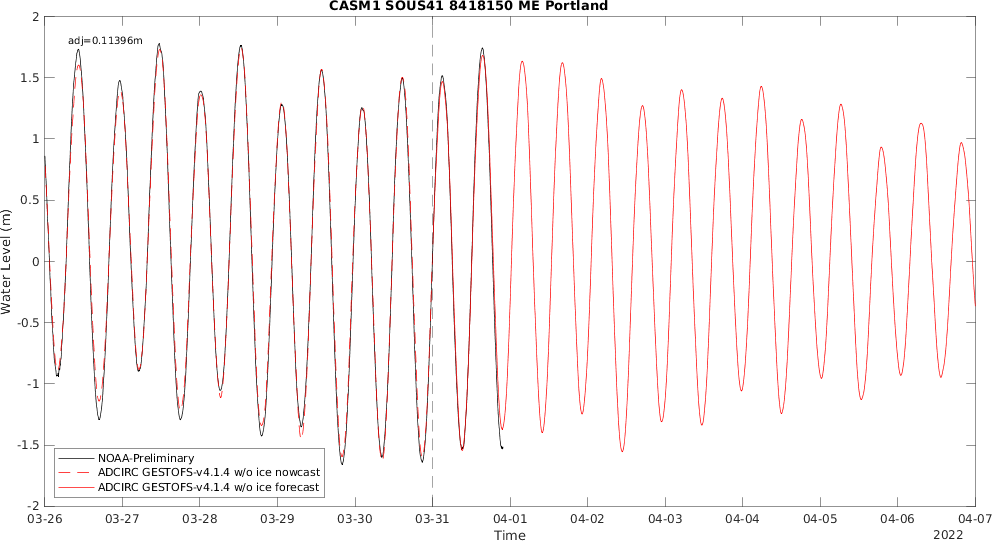 CASM1 SOUS41 8418150 ME Portland
adj=0.11396m
2
1.5
1
0.5
0
-0.5
-1
-1.5
-2
Water Level (m)
NOAA-Preliminary
ADCIRC GESTOFS-v4.1.4 w/o ice nowcast
ADCIRC GESTOFS-v4.1.4 w/o ice forecast
03-26 03-27 03-28 03-29 03-30 03-31 04-01 04-02 04-03 04-04 04-05 04-06 04-07
Time
2022